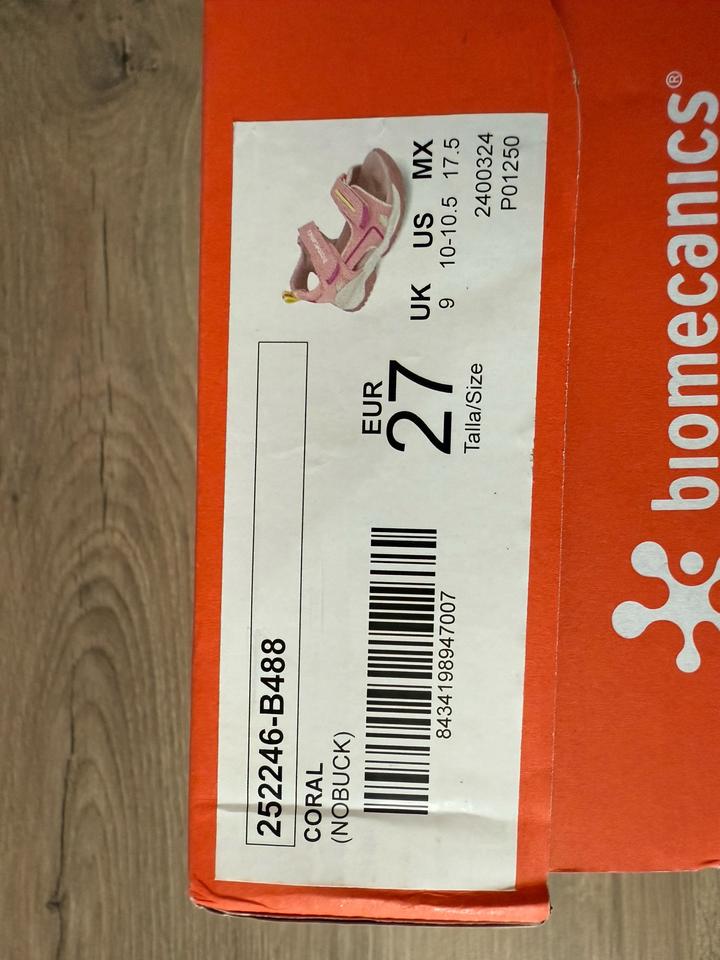 252246-B488
CORAL
(NOBUCK)
8434198947007
EUR
27
Talla/Size
UK US MX
9 10-10.5 17.5
2400324
P01250
biomecanics®